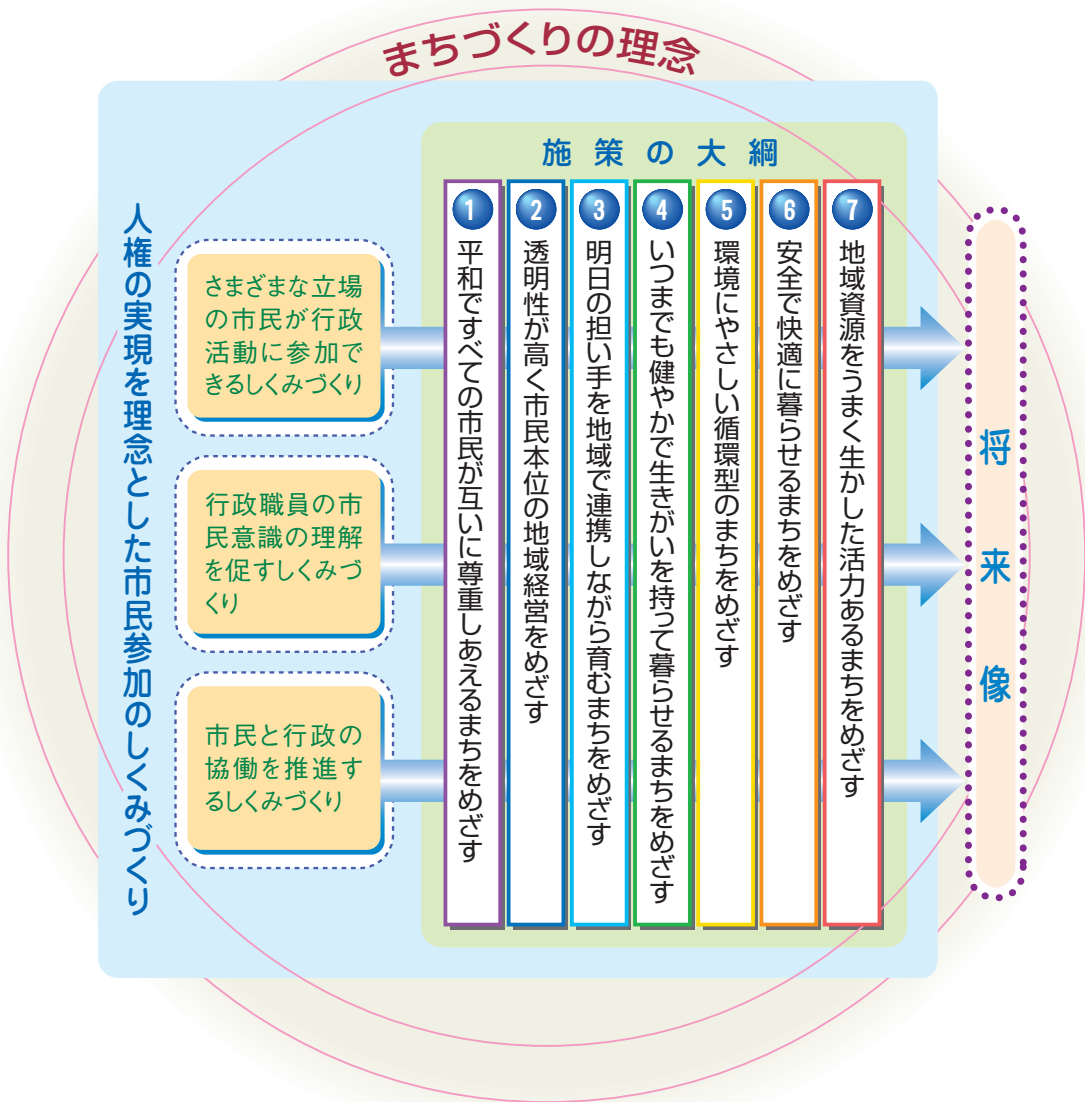 まちづくりの理念
人権の実現を理念とした市民参加のしくみづくり
さまざまな立場
の市民が行政
活動に参加で
きるしくみづくり
行政職員の市
民意識の理解
を促すしくみづ
くり
市民と行政の
協働を推進す
るしくみづくり
施策の大綱
1 平和ですべての市民が互いに尊重しあえるまちをめざす
2 透明性が高く市民本位の地域経営をめざす
3 明日の担い手を地域で連携しながら育むまちをめざす
4 いつまでも健やかで生きがいを持って暮らせるまちをめざす
5 環境にやさしい循環型のまちをめざす
6 安全で快適に暮らせるまちをめざす
7 地域資源をうまく生かした活力あるまちをめざす
将来像